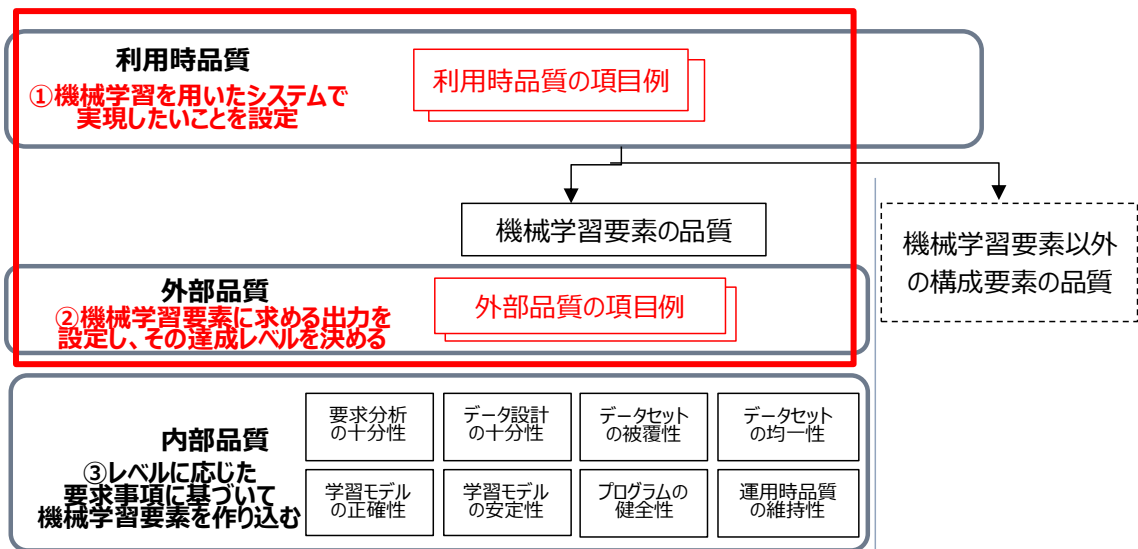 利用時品質
①機械学習を用いたシステムで
実現したいことを設定
利用時品質の項目例
機械学習要素の品質
機械学習要素以外
の構成要素の品質
外部品質
②機械学習要素に求める出力を
設定し、その達成レベルを決める
外部品質の項目例
内部品質
③レベルに応じた
要求事項に基づいて
機械学習要素を作り込む
要求分析
の十分性
データ設計
の十分性
データセット
の被覆性
データセット
の均一性
学習モデル
の正確性
学習モデル
の安定性
プログラムの
健全性
運用時品質
の維持性